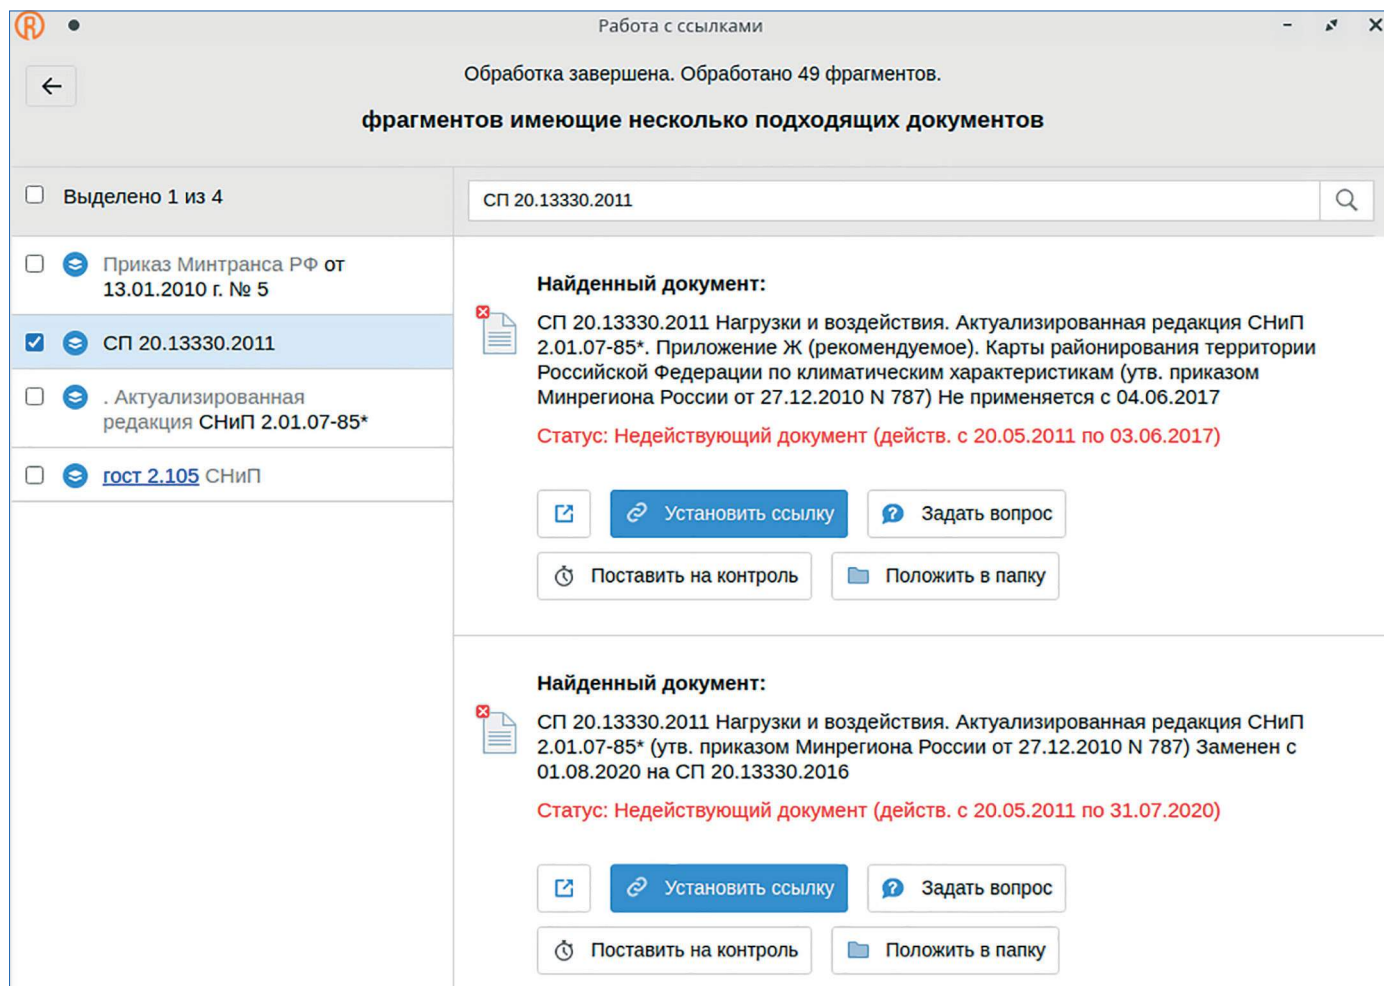 Работа с ссылками
Обработка завершена. Обработано 49 фрагментов.
фрагментов имеющие несколько подходящих документов
Выделено 1 из 4
СП 20.13330.2011
Приказ Минтранса РФ от
13.01.2010 г. № 5
СП 20.13330.2011
. Актуализированная
редакция СНиП 2.01.07-85*
гост 2.105 СНиП
Найденный документ:
СП 20.13330.2011 Нагрузки и воздействия. Актуализированная редакция СНиП
2.01.07-85*. Приложение Ж (рекомендуемое). Карты районирования территории
Российской Федерации по климатическим характеристикам (утв. приказом
Минрегиона России от 27.12.2010 N 787) Не применяется с 04.06.2017
Статус: Недействующий документ (действ. с 20.05.2011 по 03.06.2017)
Установить ссылку
Задать вопрос
Поставить на контроль
Положить в папку
Найденный документ:
СП 20.13330.2011 Нагрузки и воздействия. Актуализированная редакция СНиП
2.01.07-85* (утв. приказом Минрегиона России от 27.12.2010 N 787) Заменен с
01.08.2020 на СП 20.13330.2016
Статус: Недействующий документ (действ. с 20.05.2011 по 31.07.2020)
Установить ссылку
Задать вопрос
Поставить на контроль
Положить в папку